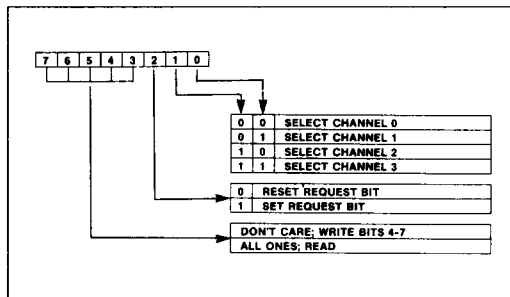 7 6 5 4 3 2 1 0
0 0 SELECT CHANNEL 0
0 1 SELECT CHANNEL 1
1 0 SELECT CHANNEL 2
1 1 SELECT CHANNEL 3
0 RESET REQUEST BIT
1 SET REQUEST BIT
DON'T CARE; WRITE BITS 4-7
ALL ONES; READ